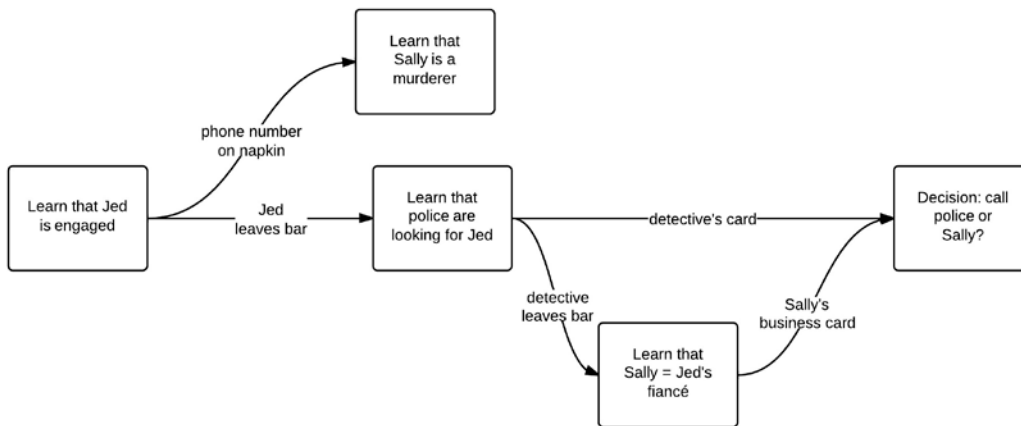 Learn that
Sally is a
murderer
phone number
on napkin
Learn that Jed
is engaged
Jed
leaves bar
Learn that
police are
looking for Jed
detective's card
Decision: call
police or
Sally?
detective
leaves bar
Sally's
business card
Learn that
Sally = Jed's
fiancé